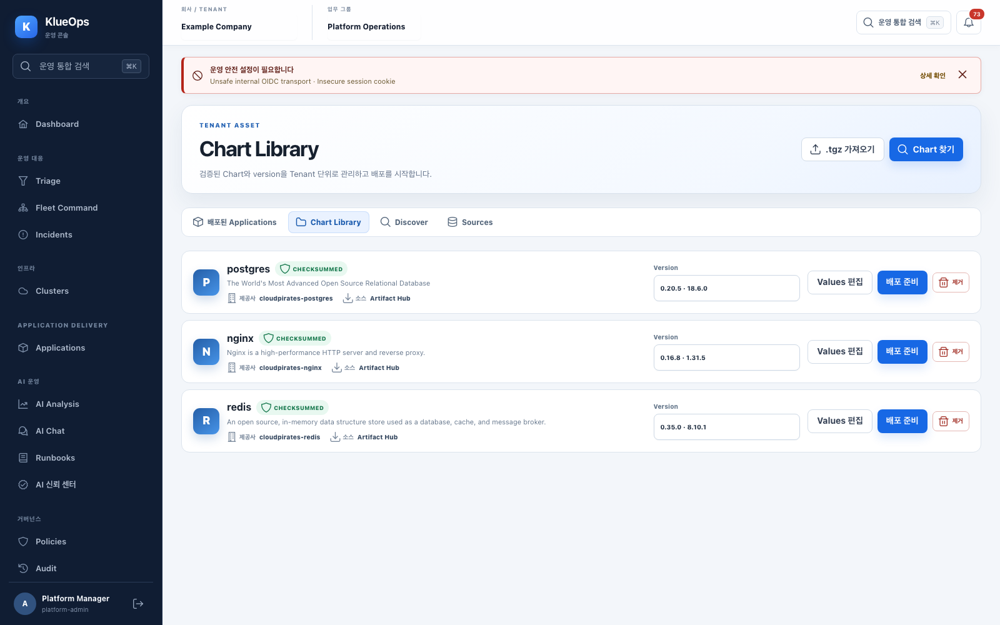 K
KlueOps
운영 콘솔
운영 통합 검색 ⌘K
개요
Dashboard
운영 대응
Triage
Fleet Command
Incidents
인프라
Clusters
APPLICATION DELIVERY
Applications
AI 운영
AI Analysis
AI Chat
Runbooks
AI 신뢰 센터
거버넌스
Policies
Audit
A
Platform Manager
platform-admin
회사 / TENANT
Example Company
업무 그룹
Platform Operations
운영 통합 검색 ⌘K
73
운영 안전 설정이 필요합니다
Unsafe internal OIDC transport · Insecure session cookie
상세 확인
TENANT ASSET
Chart Library
검증된 Chart와 version을 Tenant 단위로 관리하고 배포를 시작합니다.
.tgz 가져오기
Chart 찾기
배포된 Applications
Chart Library
Discover
Sources
P
postgres CHECKSUMMED
The World's Most Advanced Open Source Relational Database
제공사 cloudpirates-postgres 소스 Artifact Hub
Version
0.20.5 · 18.6.0
Values 편집
배포 준비
제거
N
nginx CHECKSUMMED
Nginx is a high-performance HTTP server and reverse proxy.
제공사 cloudpirates-nginx 소스 Artifact Hub
Version
0.16.8 · 1.31.5
Values 편집
배포 준비
제거
R
redis CHECKSUMMED
An open source, in-memory data structure store used as a database, cache, and message broker.
제공사 cloudpirates-redis 소스 Artifact Hub
Version
0.35.0 · 8.10.1
Values 편집
배포 준비
제거